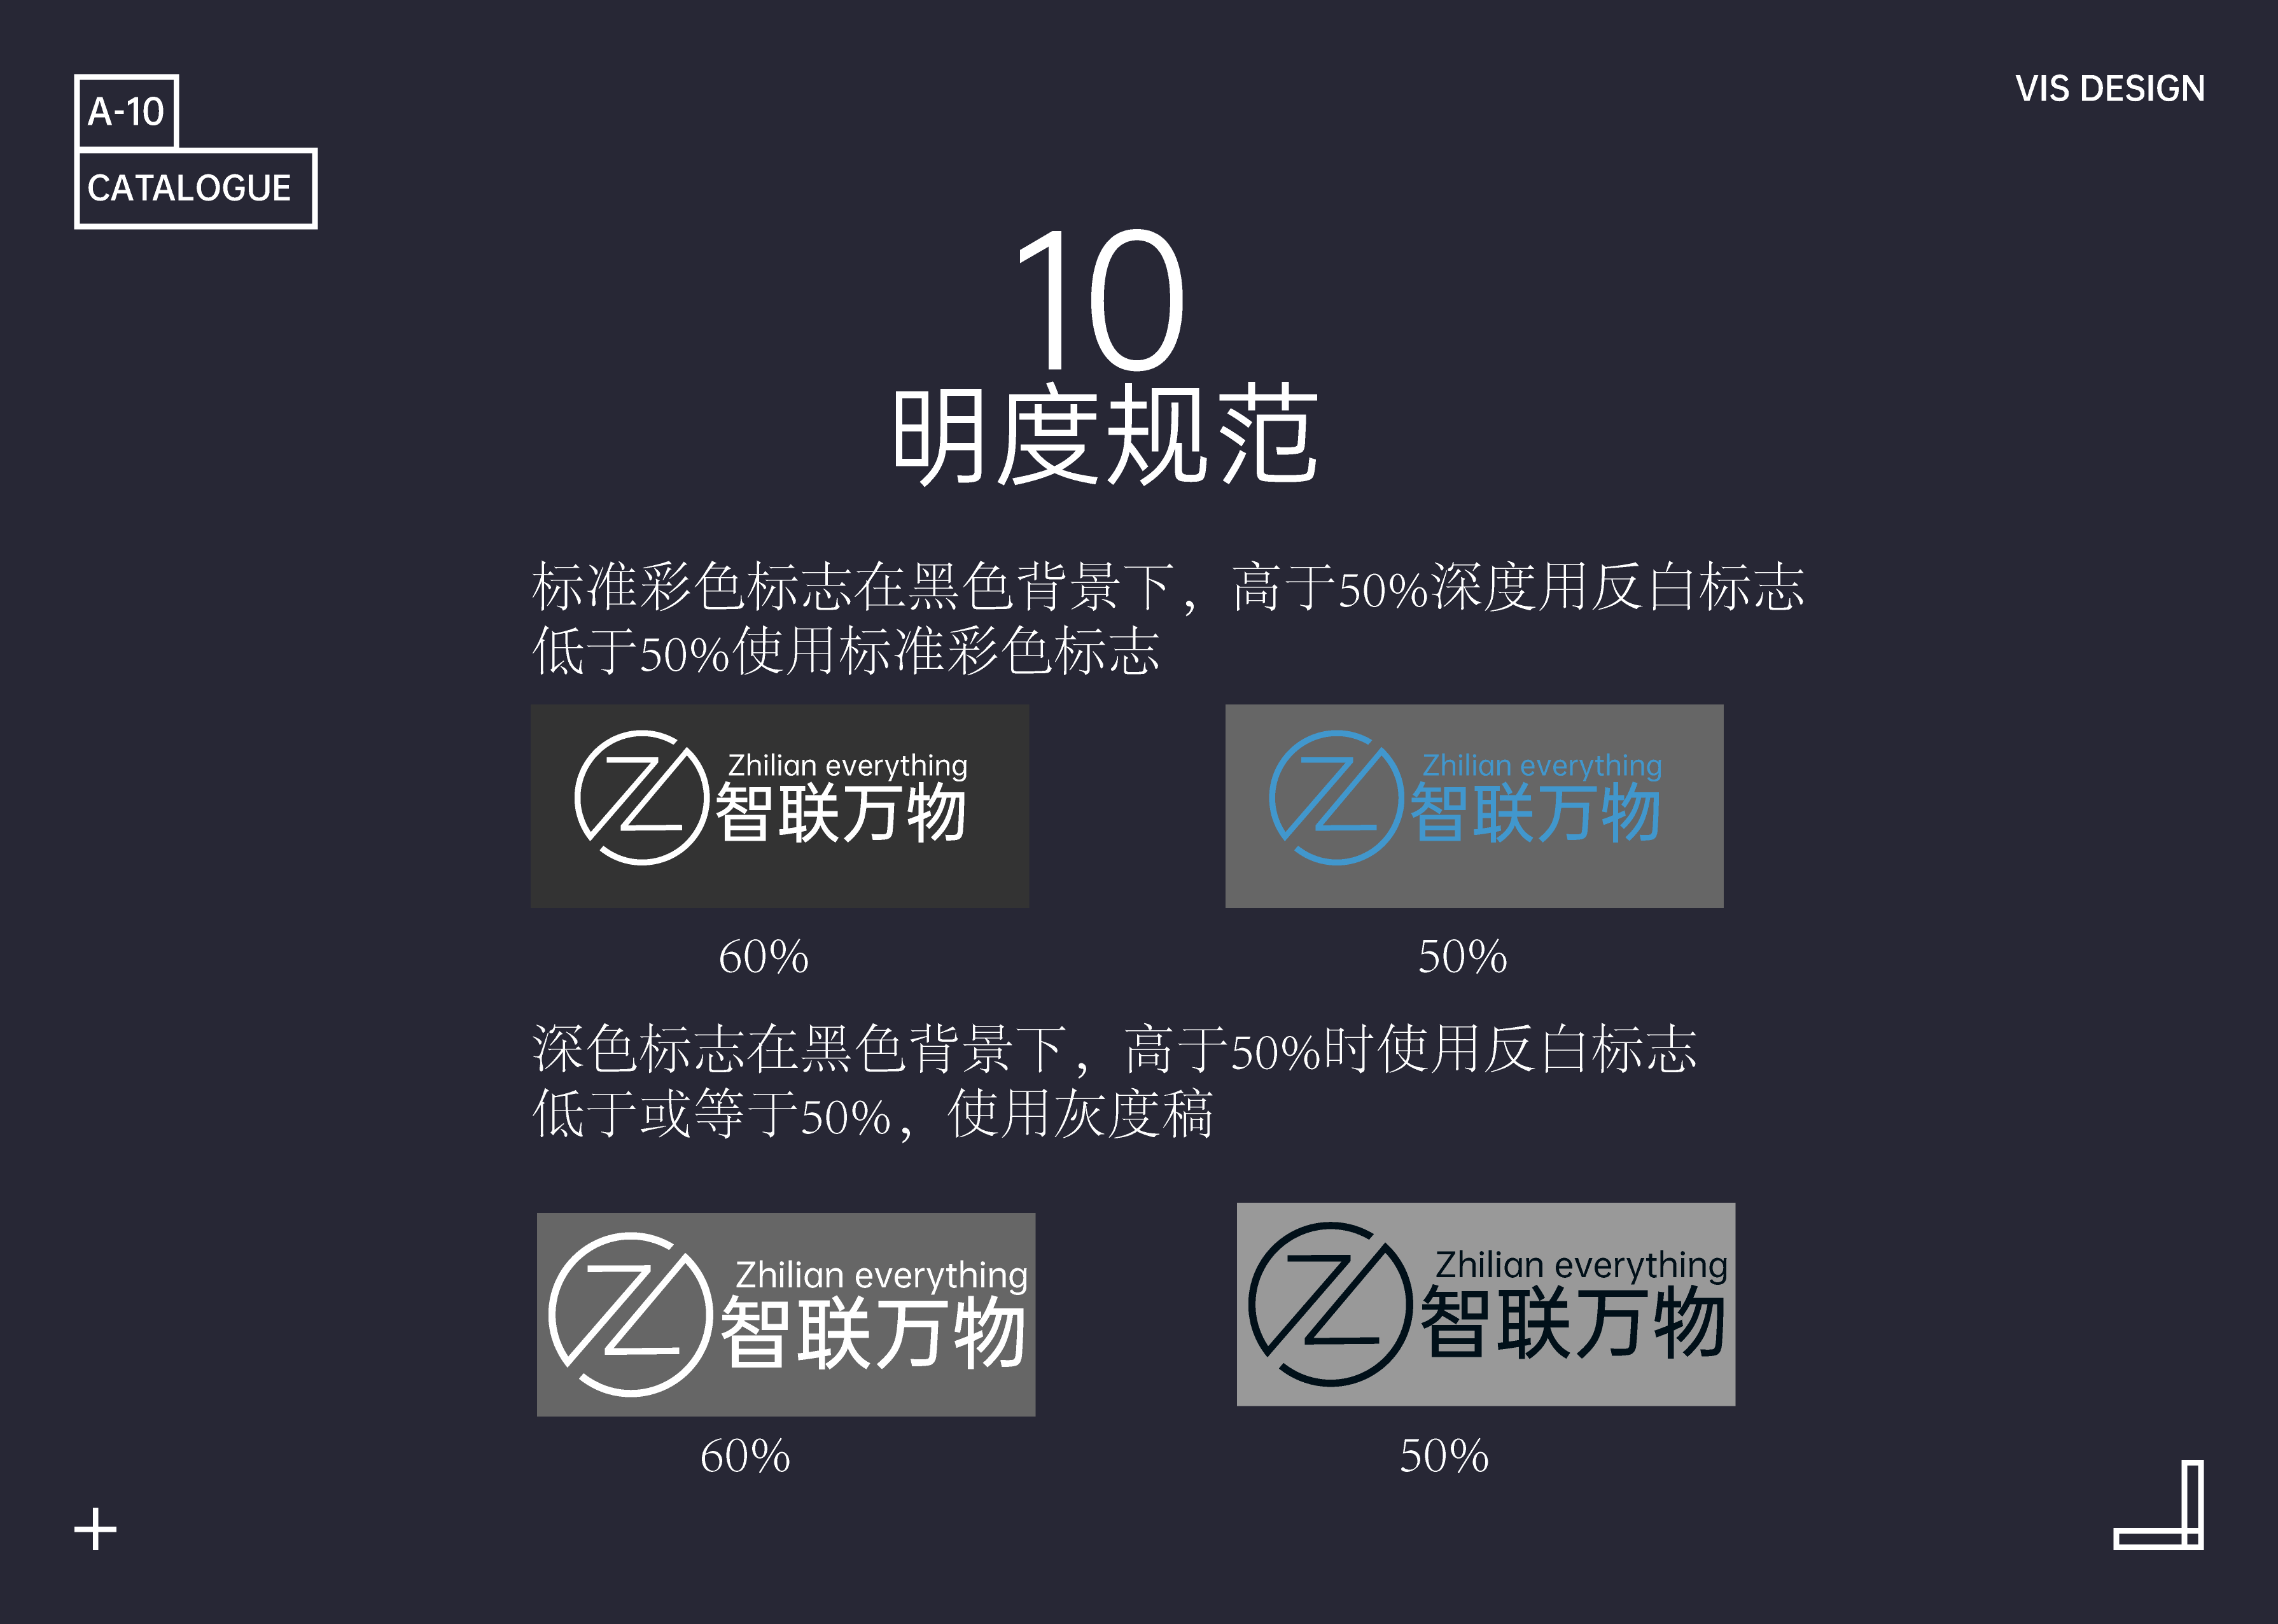 A-10
CATALOGUE
VIS DESIGN
10
明度规范
标准彩色标志在黑色背景下，高于50%深度用反白标志
低于50%使用标准彩色标志
Zhilian everything
智联万物
60%
Zhilian everything
智联万物
50%
深色标志在黑色背景下，高于50%时使用反白标志
低于或等于50%，使用灰度稿
Zhilian everything
智联万物
60%
Zhilian everything
智联万物
50%